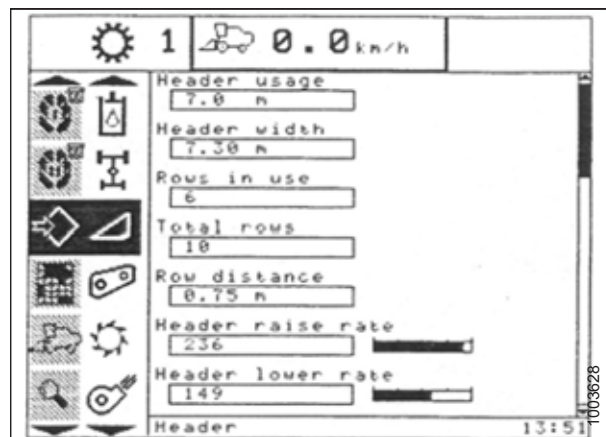 1 0.0 km/h
Header usage
7.0 m
Header width
7.30 m
Rows in use
6
Total rows
10
Row distance
0.75 m
Header raise rate
236
Header lower rate
149
Header 13:51
1003628